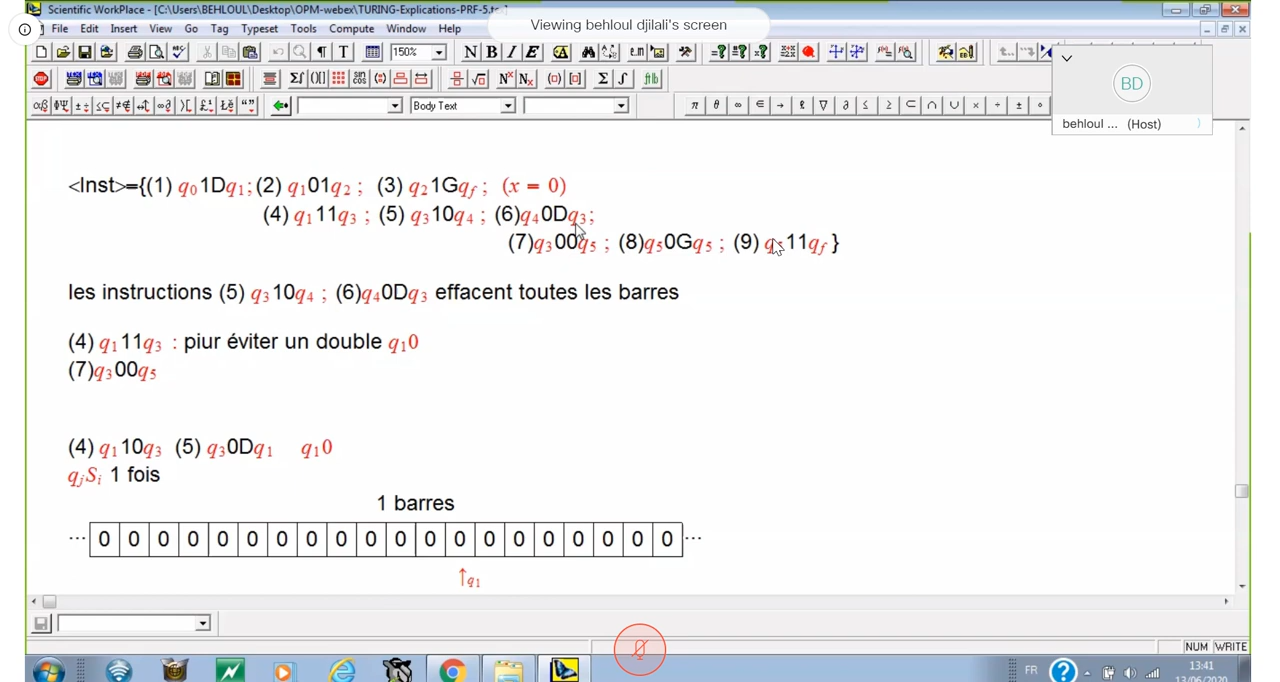 Scientific WorkPlace - [C:\Users\BEHLOUL\Desktop\OPM-webex\TURING-Explications-PRF-5.te
Viewing behloul djilali's screen
File Edit Insert View Go Tag Typeset Tools Compute Window Help
150%
Body Text
BD
behloul ... (Host)
<Inst>={(1) q₀1Dq₁; (2) q₁01q₂ ; (3) q₂1Gq_f ; (x = 0)
(4) q₁11q₃ ; (5) q₃10q₄ ; (6)q₄0Dq₃;
(7)q₃00q₅ ; (8)q₅0Gq₅ ; (9) q₅11q_f }
les instructions (5) q₃10q₄ ; (6)q₄0Dq₃ effacent toutes les barres
(4) q₁11q₃ : piur éviter un double q₁0
(7)q₃00q₅
(4) q₁10q₃ (5) q₃0Dq₁ q₁0
q_jS_i 1 fois
1 barres
... 0 0 0 0 0 0 0 0 0 0 0 0 0 0 0 0 0 0 0 0 ...
↑q₁
NUM WRITE
FR 13:41
13/06/2020